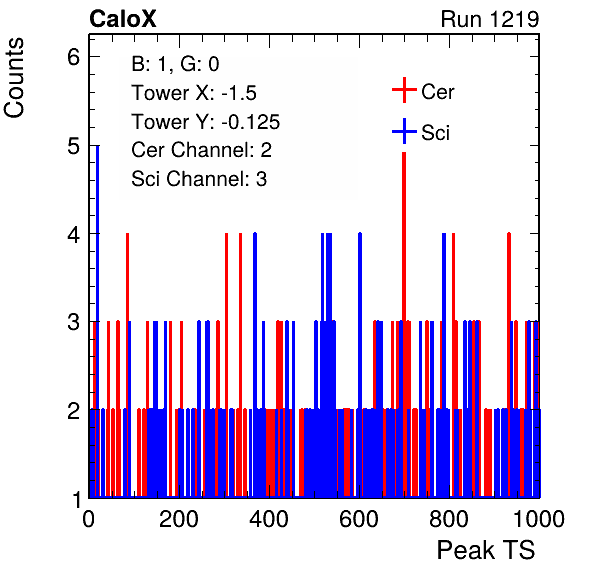 CaloX Run 1219
Counts
B: 1, G: 0
Tower X: -1.5
Tower Y: -0.125
Cer Channel: 2
Sci Channel: 3
Cer
Sci
6
5
4
3
2
1
0 200 400 600 800 1000
Peak TS